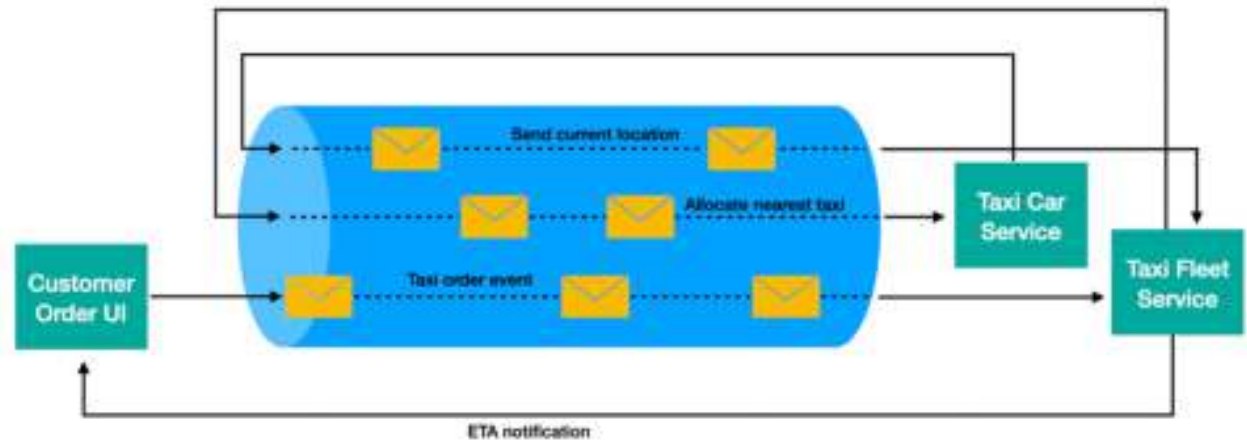 Send current location
Allocate nearest taxi
Taxi Car
Service
Customer
Order UI
Taxi order event
Taxi Fleet
Service
ETA notification